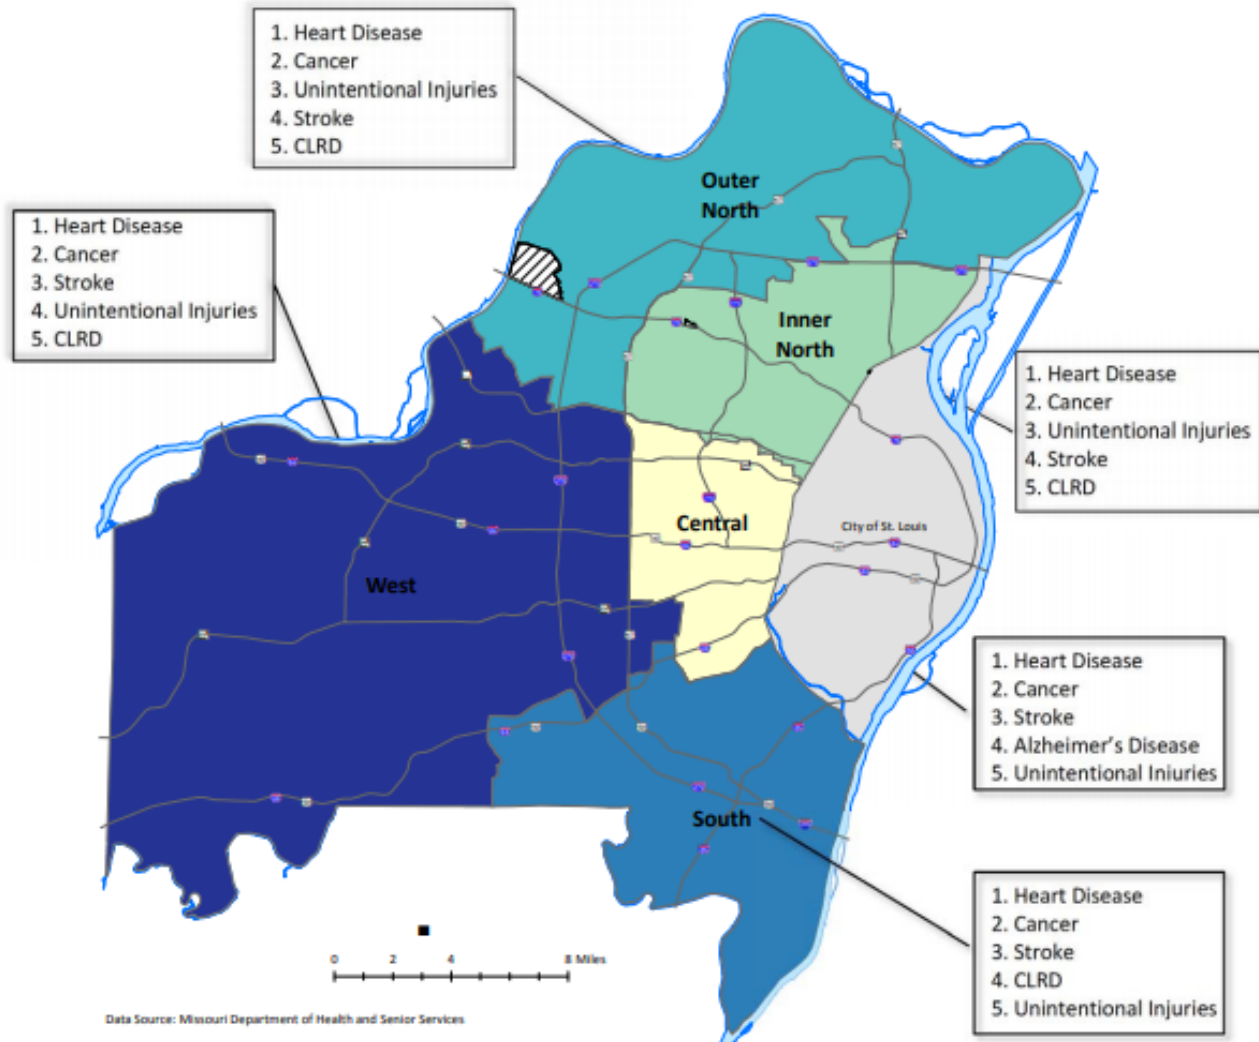 1. Heart Disease
2. Cancer
3. Unintentional Injuries
4. Stroke
5. CLRD
1. Heart Disease
2. Cancer
3. Stroke
4. Unintentional Injuries
5. CLRD
Outer
North
Inner
North
1. Heart Disease
2. Cancer
3. Unintentional Injuries
4. Stroke
5. CLRD
Central
City of St. Louis
West
1. Heart Disease
2. Cancer
3. Stroke
4. Alzheimer's Disease
5. Unintentional Iniuries
South
1. Heart Disease
2. Cancer
3. Stroke
4. CLRD
5. Unintentional Injuries
0 2 4 8 Miles
Data Source: Missouri Department of Health and Senior Services